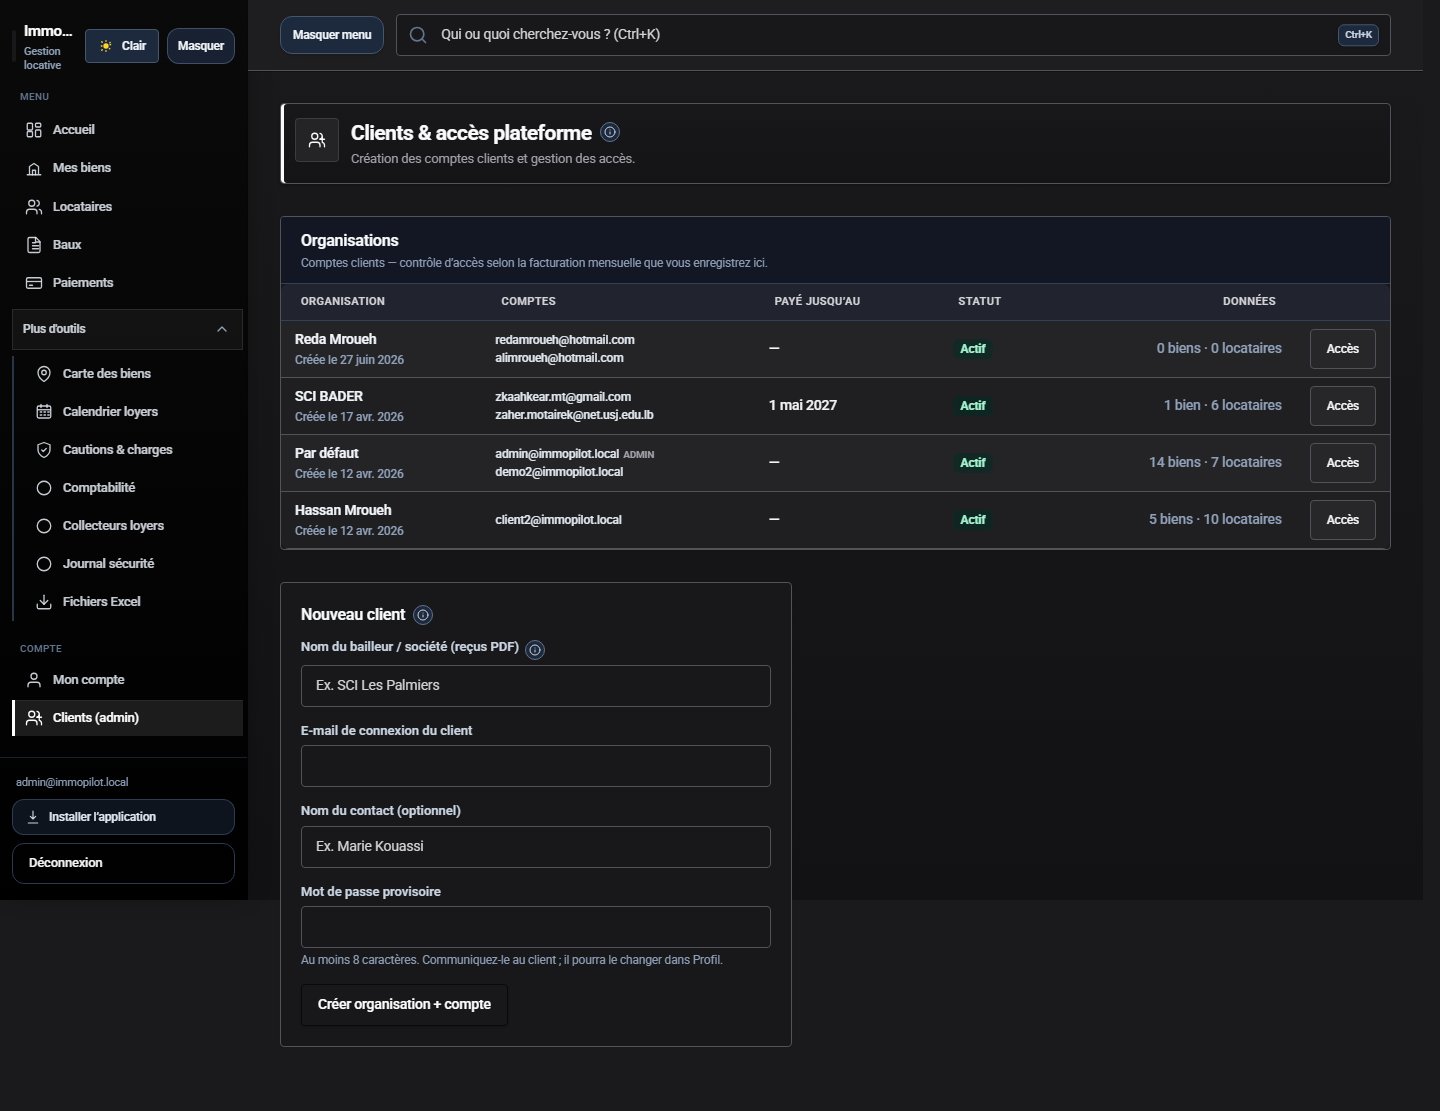 Immo...
Gestion
locative
Clair
Masquer
MENU
Accueil
Mes biens
Locataires
Baux
Paiements
Plus d'outils
Carte des biens
Calendrier loyers
Cautions & charges
Comptabilité
Collecteurs loyers
Journal sécurité
Fichiers Excel
COMPTE
Mon compte
Clients (admin)
admin@immopilot.local
Installer l'application
Déconnexion
Masquer menu
Qui ou quoi cherchez-vous ? (Ctrl+K)
Ctrl+K
Clients & accès plateforme
Création des comptes clients et gestion des accès.
Organisations
Comptes clients — contrôle d'accès selon la facturation mensuelle que vous enregistrez ici.
ORGANISATION COMPTES PAYÉ JUSQU'AU STATUT DONNÉES
Reda Mroueh
Créée le 27 juin 2026
redamroueh@hotmail.com
alimroueh@hotmail.com
— Actif 0 biens · 0 locataires Accès
SCI BADER
Créée le 17 avr. 2026
zkaahkear.mt@gmail.com
zaher.motairek@net.usj.edu.lb
1 mai 2027 Actif 1 bien · 6 locataires Accès
Par défaut
Créée le 12 avr. 2026
admin@immopilot.local ADMIN
demo2@immopilot.local
— Actif 14 biens · 7 locataires Accès
Hassan Mroueh
Créée le 12 avr. 2026
client2@immopilot.local
— Actif 5 biens · 10 locataires Accès
Nouveau client
Nom du bailleur / société (reçus PDF)
Ex. SCI Les Palmiers
E-mail de connexion du client
Nom du contact (optionnel)
Ex. Marie Kouassi
Mot de passe provisoire
Au moins 8 caractères. Communiquez-le au client ; il pourra le changer dans Profil.
Créer organisation + compte